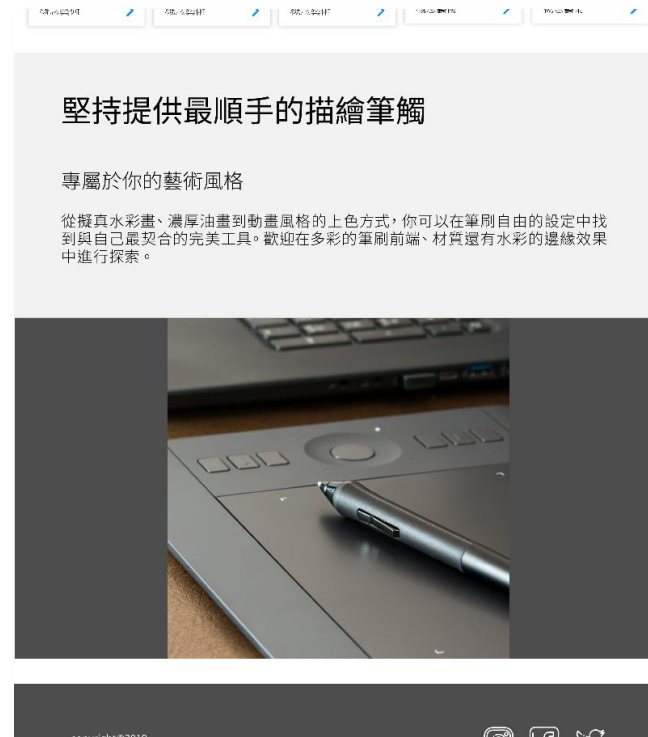 堅持提供最順手的描繪筆觸
專屬於你的藝術風格
從擬真水彩畫、濃厚油畫到動畫風格的上色方式，你可以在筆刷自由的設定中找
到與自己最契合的完美工具。歡迎在多彩的筆刷前端、材質還有水彩的邊緣效果
中進行探索。
copyright©2019